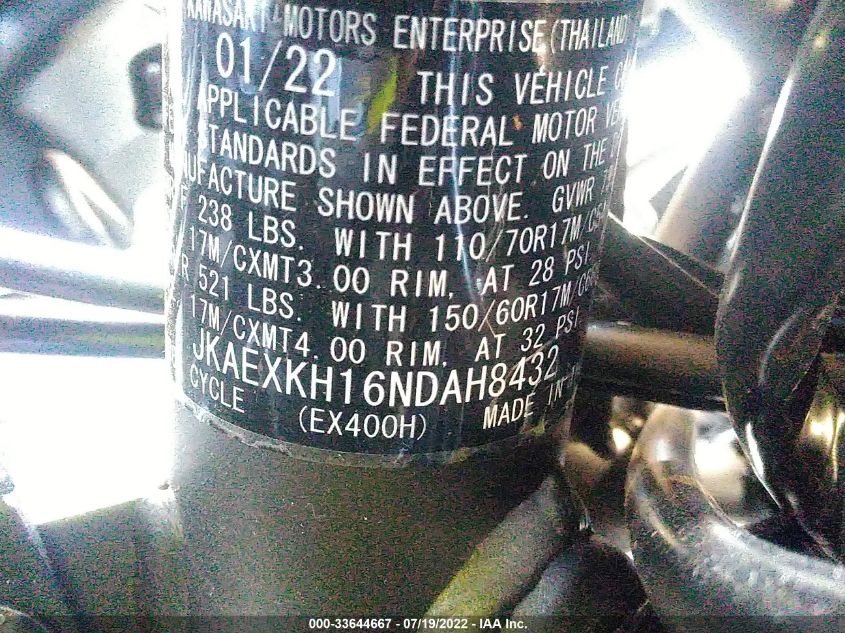 KAWASAKI MOTORS ENTERPRISE (THAILAND)
01/22 THIS VEHICLE
APPLICABLE FEDERAL MOTOR
STANDARDS IN EFFECT ON THE
UFACTURE SHOWN ABOVE. GVWR
238 LBS. WITH 110/70R17M/C
17M/CXMT3.00 RIM, AT 28 PSI
R 521 LBS. WITH 150/60R17M/C
17M/CXMT4.00 RIM, AT 32 PSI
JKAEXKH16NDAH8432
CYCLE (EX400H) MADE IN
000-33644667 - 07/19/2022 - IAA Inc.